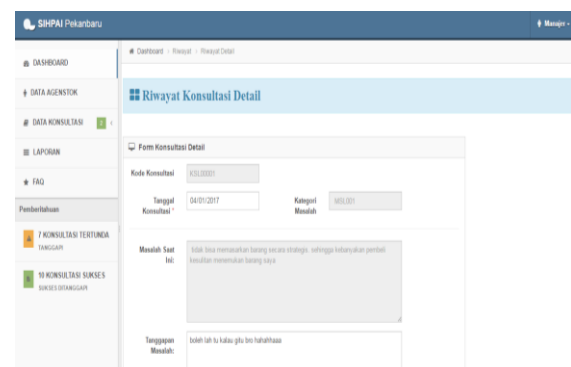 SIHPAI Pekanbaru
Manajer
Dashboard > Riwayat > Riwayat Detail
DASHBOARD
DATA AGENSTOK
DATA KONSULTASI
LAPORAN
FAQ
Pemberitahuan
7 KONSULTASI TERTUNDA
TANGGAPI
10 KONSULTASI SUKSES
SUKSES DITANGGAPI
Riwayat Konsultasi Detail
Form Konsultasi Detail
Kode Konsultasi
KSL00001
Tanggal
Konsultasi *
04/01/2017
Kategori
Masalah
MSL001
Masalah Saat
Ini:
tidak bisa memasarkan barang secara strategis. sehingga kebanyakan pembeli
kesulitan menemukan barang saya
Tanggapan
Masalah:
boleh lah tu kalau gitu bro hahahhaaa